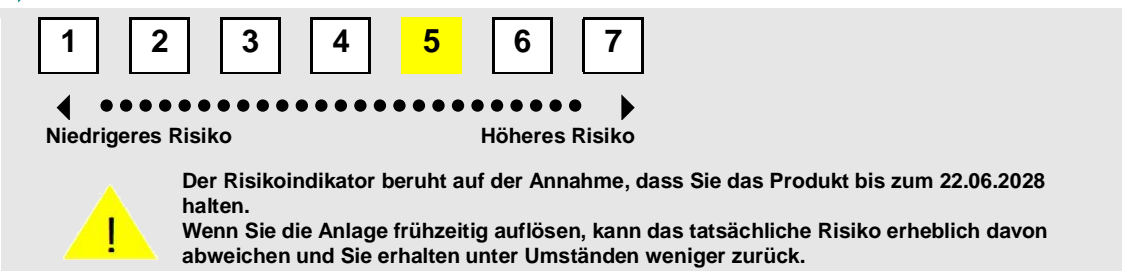 1 2 3 4 5 6 7
Niedrigeres Risiko Höheres Risiko
Der Risikoindikator beruht auf der Annahme, dass Sie das Produkt bis zum 22.06.2028
halten.
Wenn Sie die Anlage frühzeitig auflösen, kann das tatsächliche Risiko erheblich davon
abweichen und Sie erhalten unter Umständen weniger zurück.
!